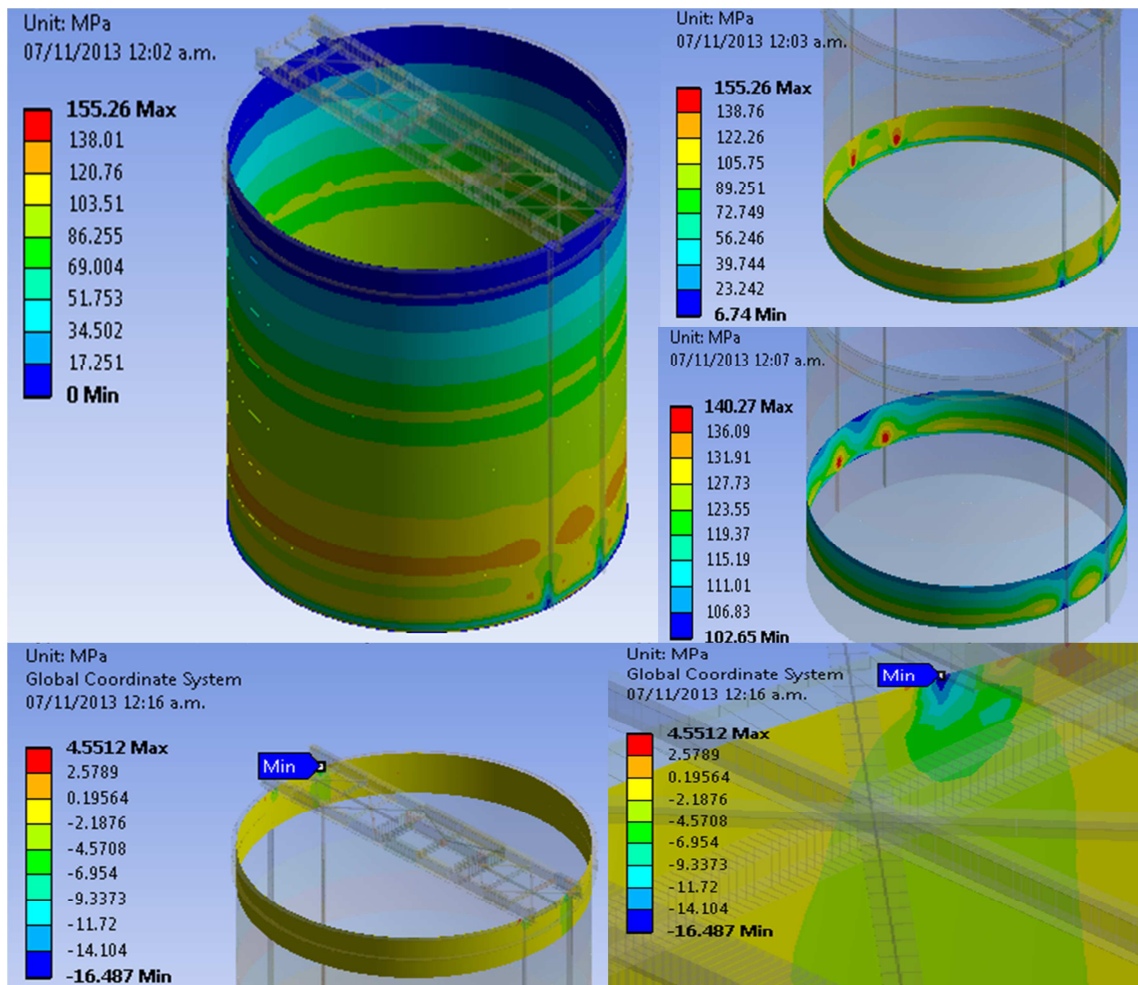 Unit: MPa
07/11/2013 12:02 a.m.
155.26 Max
138.01
120.76
103.51
86.255
69.004
51.753
34.502
17.251
0 Min
Unit: MPa
07/11/2013 12:03 a.m.
155.26 Max
138.76
122.26
105.75
89.251
72.749
56.246
39.744
23.242
6.74 Min
Unit: MPa
07/11/2013 12:07 a.m.
140.27 Max
136.09
131.91
127.73
123.55
119.37
115.19
111.01
106.83
102.65 Min
Unit: MPa
Global Coordinate System
07/11/2013 12:16 a.m.
4.5512 Max
2.5789
0.19564
-2.1876
-4.5708
-6.954
-9.3373
-11.72
-14.104
-16.487 Min
Min
Unit: MPa
Global Coordinate System
07/11/2013 12:16 a.m.
Min
4.5512 Max
2.5789
0.19564
-2.1876
-4.5708
-6.954
-9.3373
-11.72
-14.104
-16.487 Min